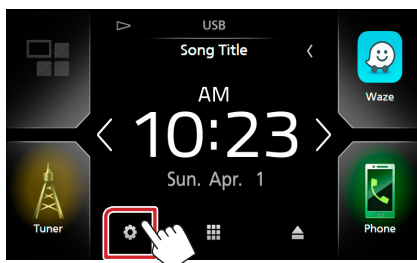 USB
Song Title
AM
10:23
Sun. Apr. 1
Waze
Tuner
Phone